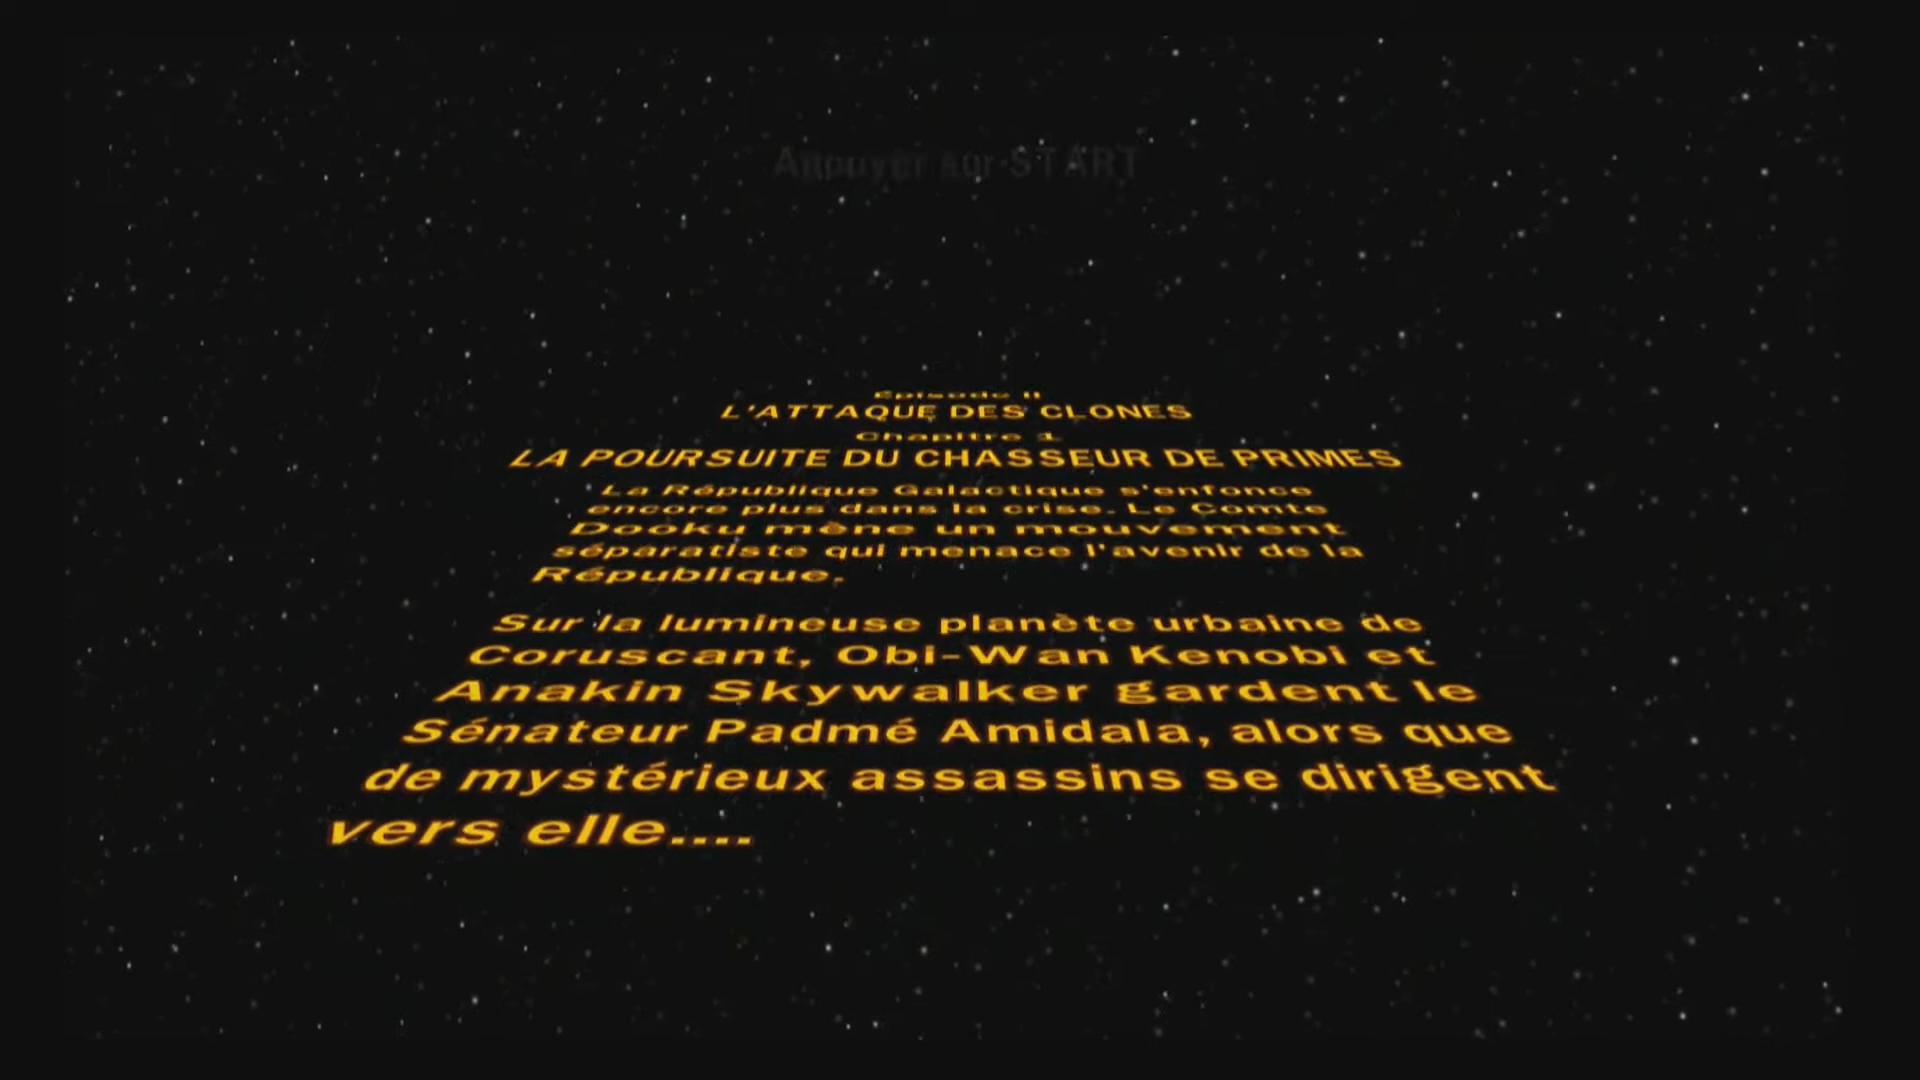 Appuyer sur START
Episode II
L'ATTAQUE DES CLONES
Chapitre 1
LA POURSUITE DU CHASSEUR DE PRIMES
La République Galactique s'enfonce
encore plus dans la crise. Le Comte
Dooku mène un mouvement
séparatiste qui menace l'avenir de la
République.
Sur la lumineuse planète urbaine de
Coruscant, Obi-Wan Kenobi et
Anakin Skywalker gardent le
Sénateur Padmé Amidala, alors que
de mystérieux assassins se dirigent
vers elle....